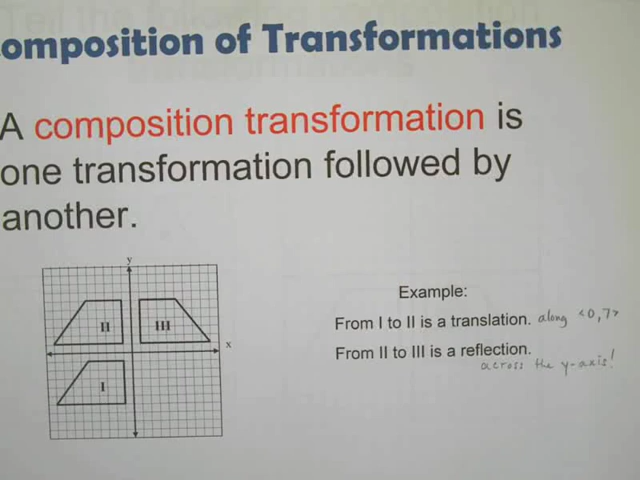 omposition of Transformations
A composition transformation is
one transformation followed by
another.
y
II
III
x
I
Example:
From I to II is a translation. along <0,7>
From II to III is a reflection.
across the y-axis!